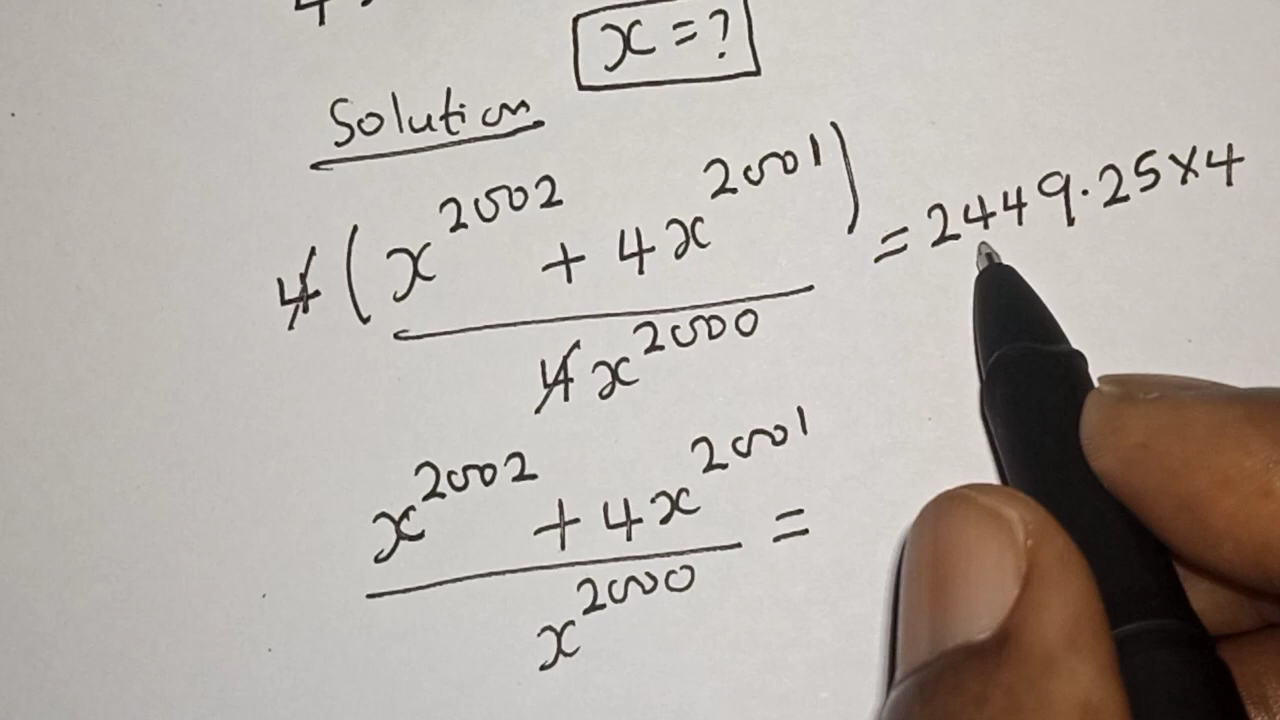 x = ?
Solution
4(x^2002 + 4x^2001) / 4x^2000 = 2449.25 × 4
x^2002 + 4x^2001 / x^2000 =